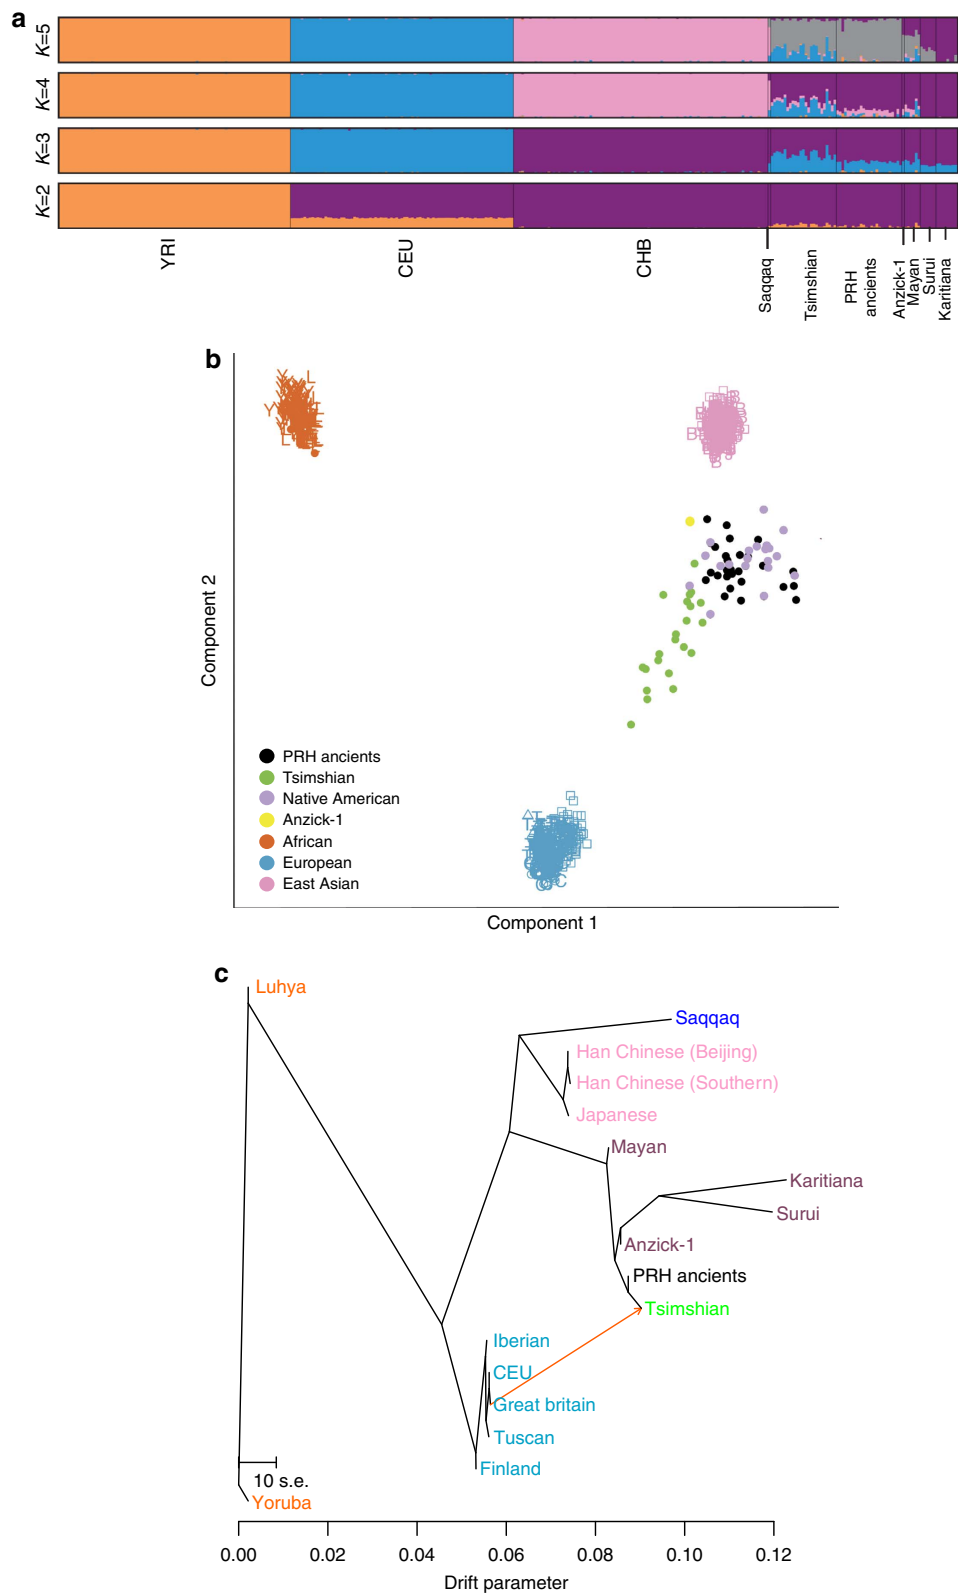 a
K=5
K=4
K=3
K=2
YRI
CEU
CHB
Saqqaq
Tsimshian
PRH
ancients
Anzick-1
Mayan
Surui
Karitiana
b
Component 2
PRH ancients
Tsimshian
Native American
Anzick-1
African
European
East Asian
Component 1
c
Luhya
Saqqaq
Han Chinese (Beijing)
Han Chinese (Southern)
Japanese
Mayan
Karitiana
Surui
Anzick-1
PRH ancients
Tsimshian
Iberian
CEU
Great britain
Tuscan
Finland
10 s.e.
Yoruba
0.00 0.02 0.04 0.06 0.08 0.10 0.12
Drift parameter